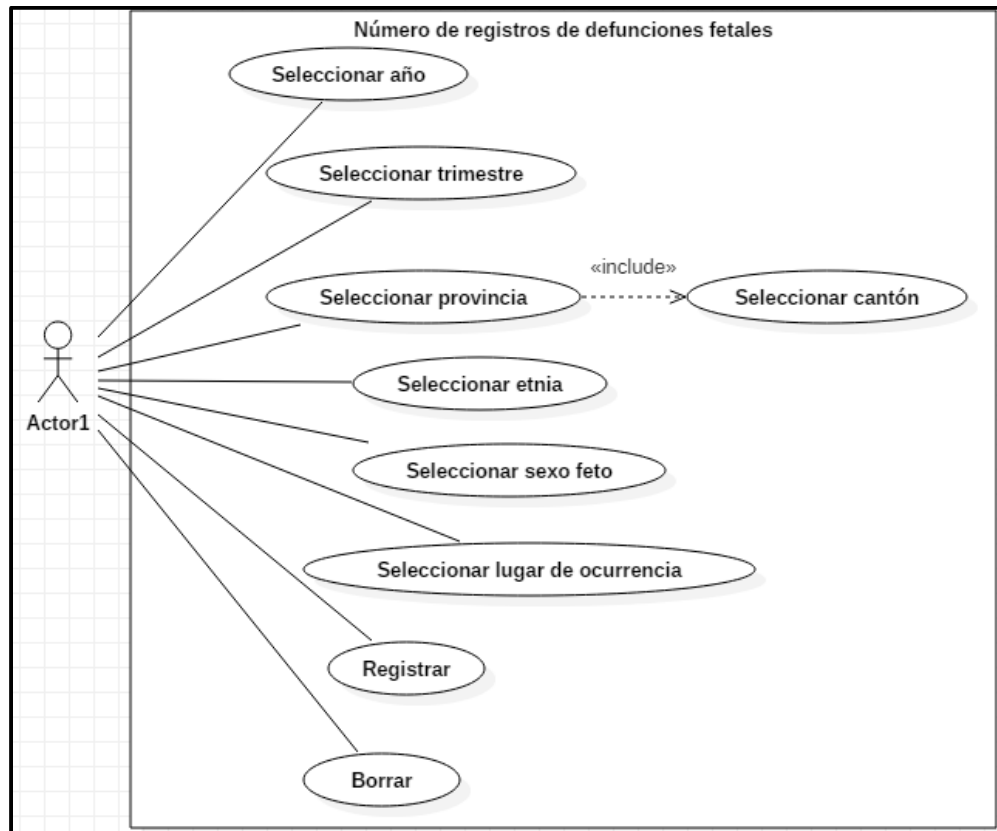 Número de registros de defunciones fetales
Seleccionar año
Seleccionar trimestre
«include»
Seleccionar provincia
Seleccionar cantón
Seleccionar etnia
Actor1
Seleccionar sexo feto
Seleccionar lugar de ocurrencia
Registrar
Borrar